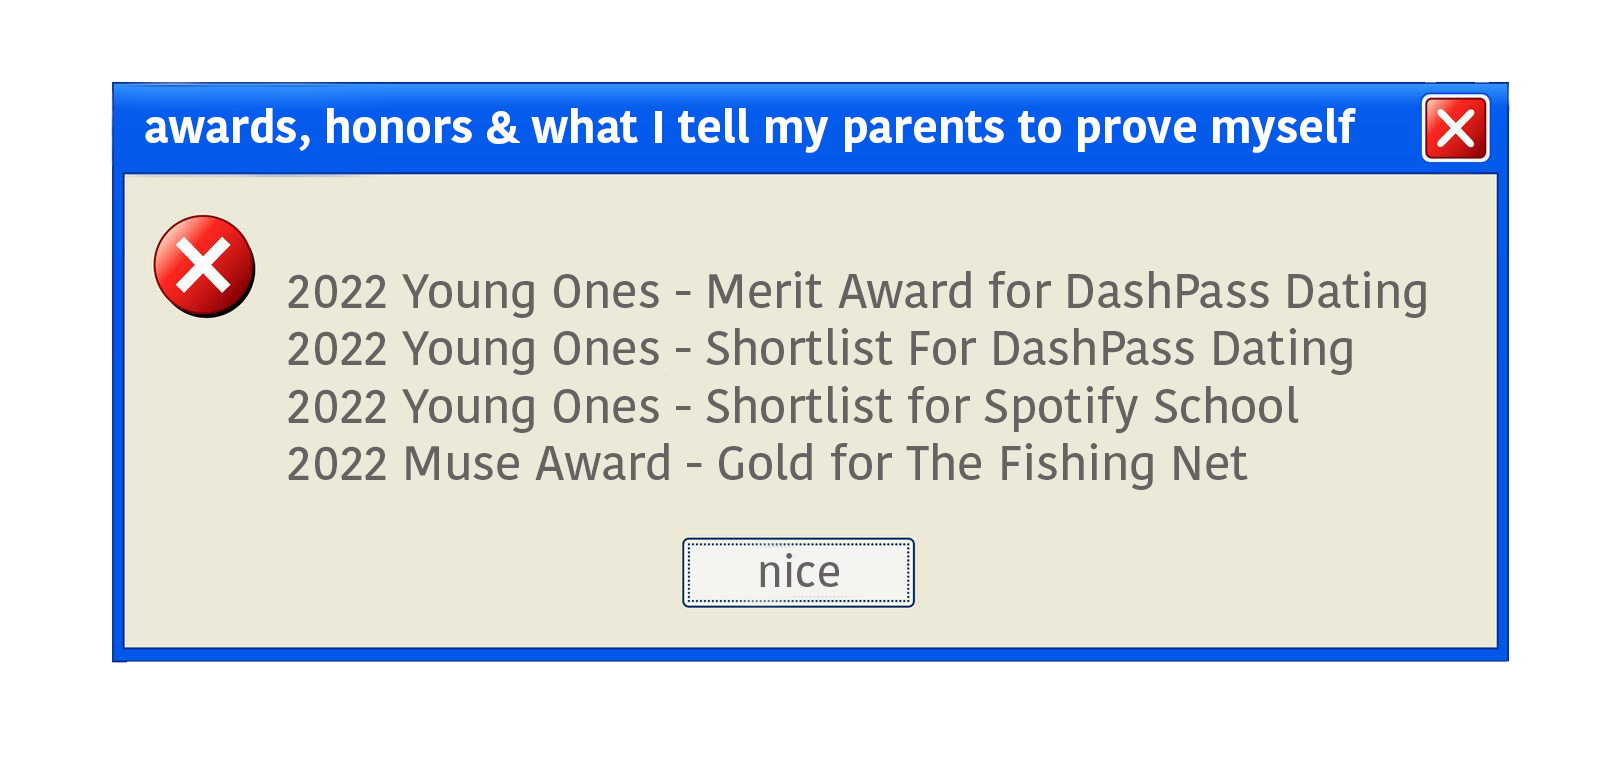 awards, honors & what I tell my parents to prove myself
2022 Young Ones - Merit Award for DashPass Dating
2022 Young Ones - Shortlist For DashPass Dating
2022 Young Ones - Shortlist for Spotify School
2022 Muse Award - Gold for The Fishing Net
nice